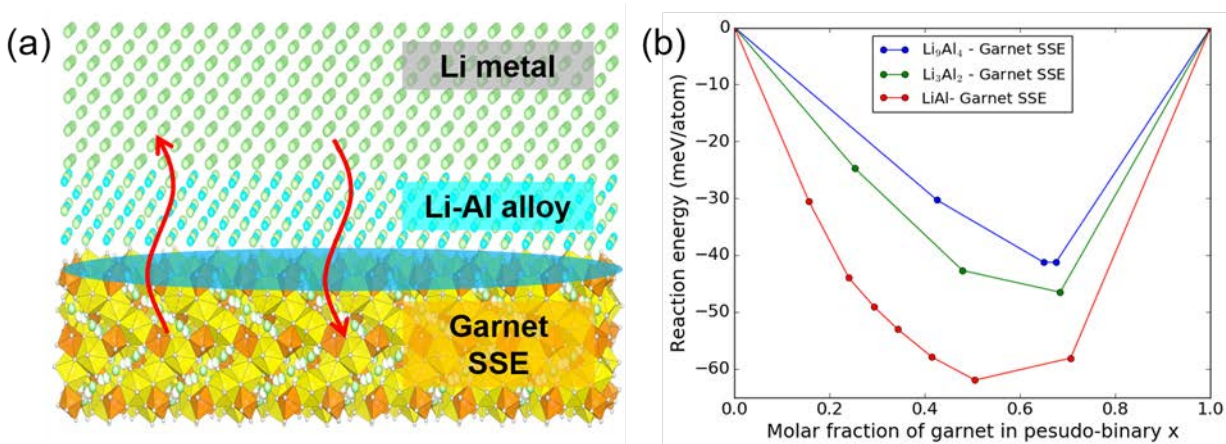 (a)
Li metal
Li-Al alloy
Garnet
SSE
(b)
Li₉Al₄ - Garnet SSE
Li₃Al₂ - Garnet SSE
LiAl- Garnet SSE
Reaction energy (meV/atom)
0
−10
−20
−30
−40
−50
−60
0.0 0.2 0.4 0.6 0.8 1.0
Molar fraction of garnet in pesudo-binary x